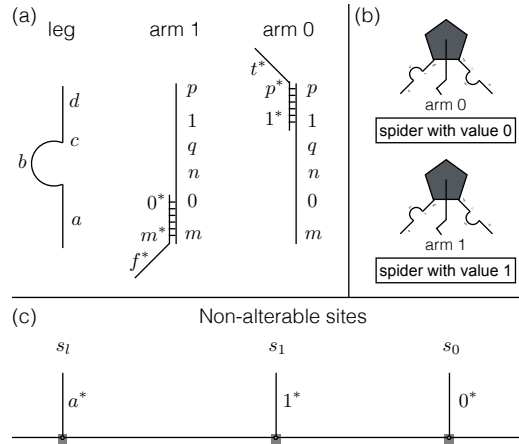 (a)
leg
arm 1
arm 0
d
c
b
a
p
1
q
n
0*
0
m*
m
f*
t*
p*
p
1*
1
q
n
0
m
(b)
arm 0
spider with value 0
arm 1
spider with value 1
(c)
Non-alterable sites
s_l
s_1
s_0
a*
1*
0*